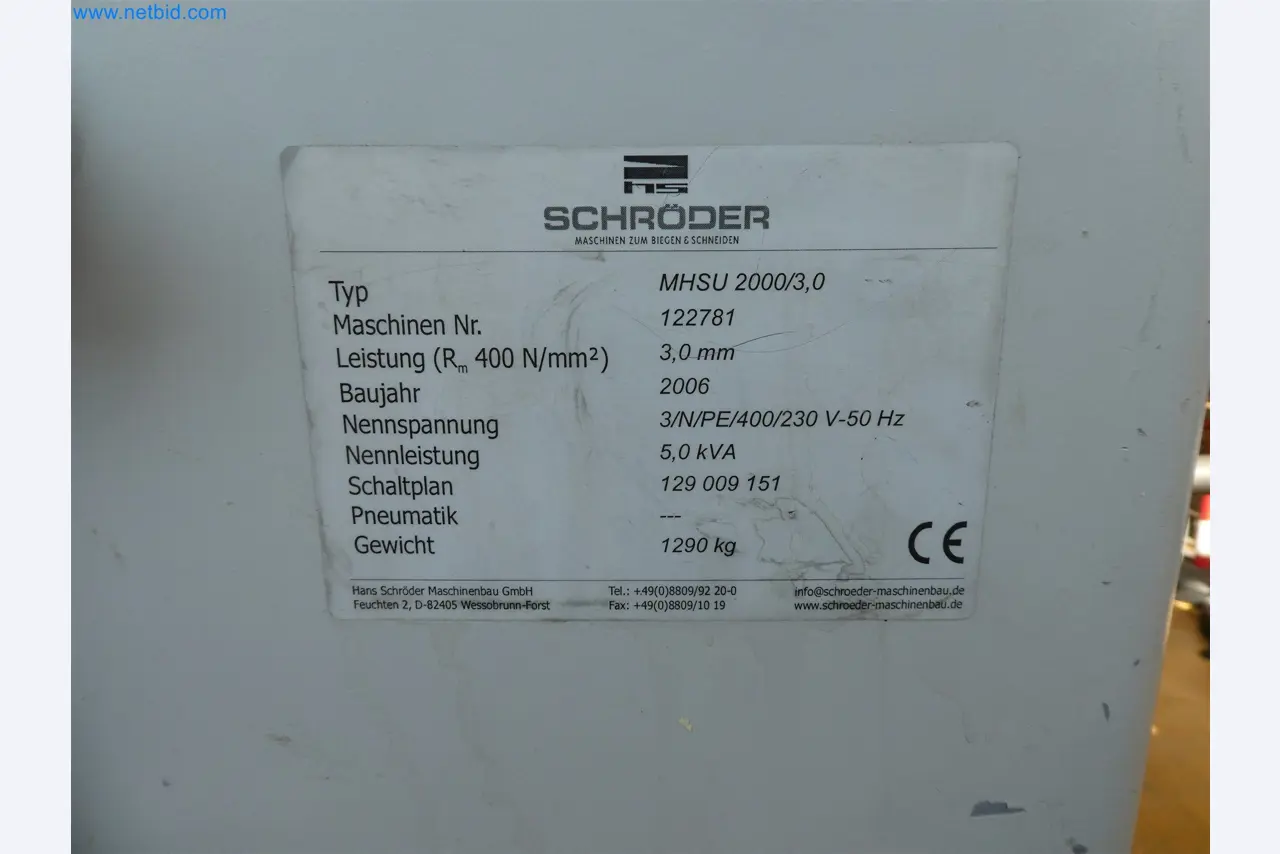 www.netbid.com
hs
SCHRÖDER
MASCHINEN ZUM BIEGEN & SCHNEIDEN
Typ MHSU 2000/3,0
Maschinen Nr. 122781
Leistung (Rm 400 N/mm²) 3,0 mm
Baujahr 2006
Nennspannung 3/N/PE/400/230 V-50 Hz
Nennleistung 5,0 kVA
Schaltplan 129 009 151
Pneumatik ---
Gewicht 1290 kg
CE
Hans Schröder Maschinenbau GmbH Tel.: +49(0)8809/92 20-0 info@schroeder-maschinenbau.de
Feuchten 2, D-82405 Wessobrunn-Forst Fax: +49(0)8809/10 19 www.schroeder-maschinenbau.de